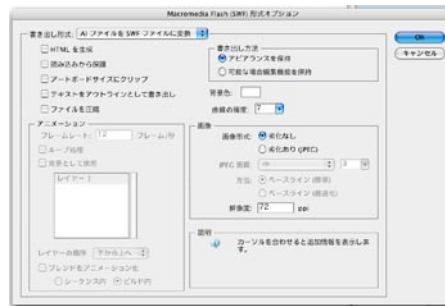 Macromedia Flash (SWF) 形式オプション
書き出し形式: AI ファイルを SWF ファイルに変換
OK
キャンセル
HTML を生成
読み込みから保護
アートボードサイズにクリップ
テキストをアウトラインとして書き出し
ファイルを圧縮
書き出し方法
アピアランスを保持
可能な場合編集機能を保持
背景色:
曲線の精度: 7
アニメーション
フレームレート: 12 フレーム/秒
ループ処理
背景として使用
レイヤー 1
レイヤーの順序: 下から上へ
ブレンドをアニメーション化
シーケンス内 ビルド内
画像
画像形式: 劣化なし
劣化あり (JPEG)
JPEG 画質: 3
方法: ベースライン (標準)
ベースライン (最適化)
解像度: 72 ppi
説明
カーソルを合わせると追加情報を表示します。